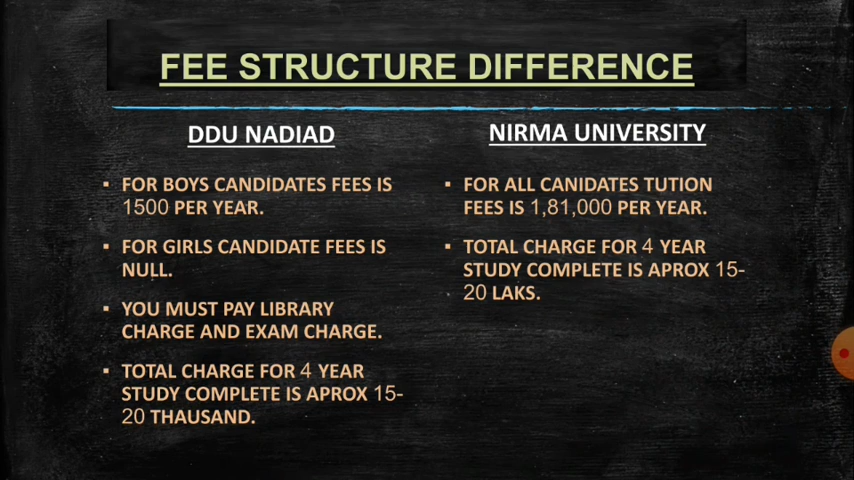 FEE STRUCTURE DIFFERENCE
DDU NADIAD
▪ FOR BOYS CANDIDATES FEES IS
1500 PER YEAR.
▪ FOR GIRLS CANDIDATE FEES IS
NULL.
▪ YOU MUST PAY LIBRARY
CHARGE AND EXAM CHARGE.
▪ TOTAL CHARGE FOR 4 YEAR
STUDY COMPLETE IS APROX 15-
20 THAUSAND.
NIRMA UNIVERSITY
▪ FOR ALL CANIDATES TUTION
FEES IS 1,81,000 PER YEAR.
▪ TOTAL CHARGE FOR 4 YEAR
STUDY COMPLETE IS APROX 15-
20 LAKS.